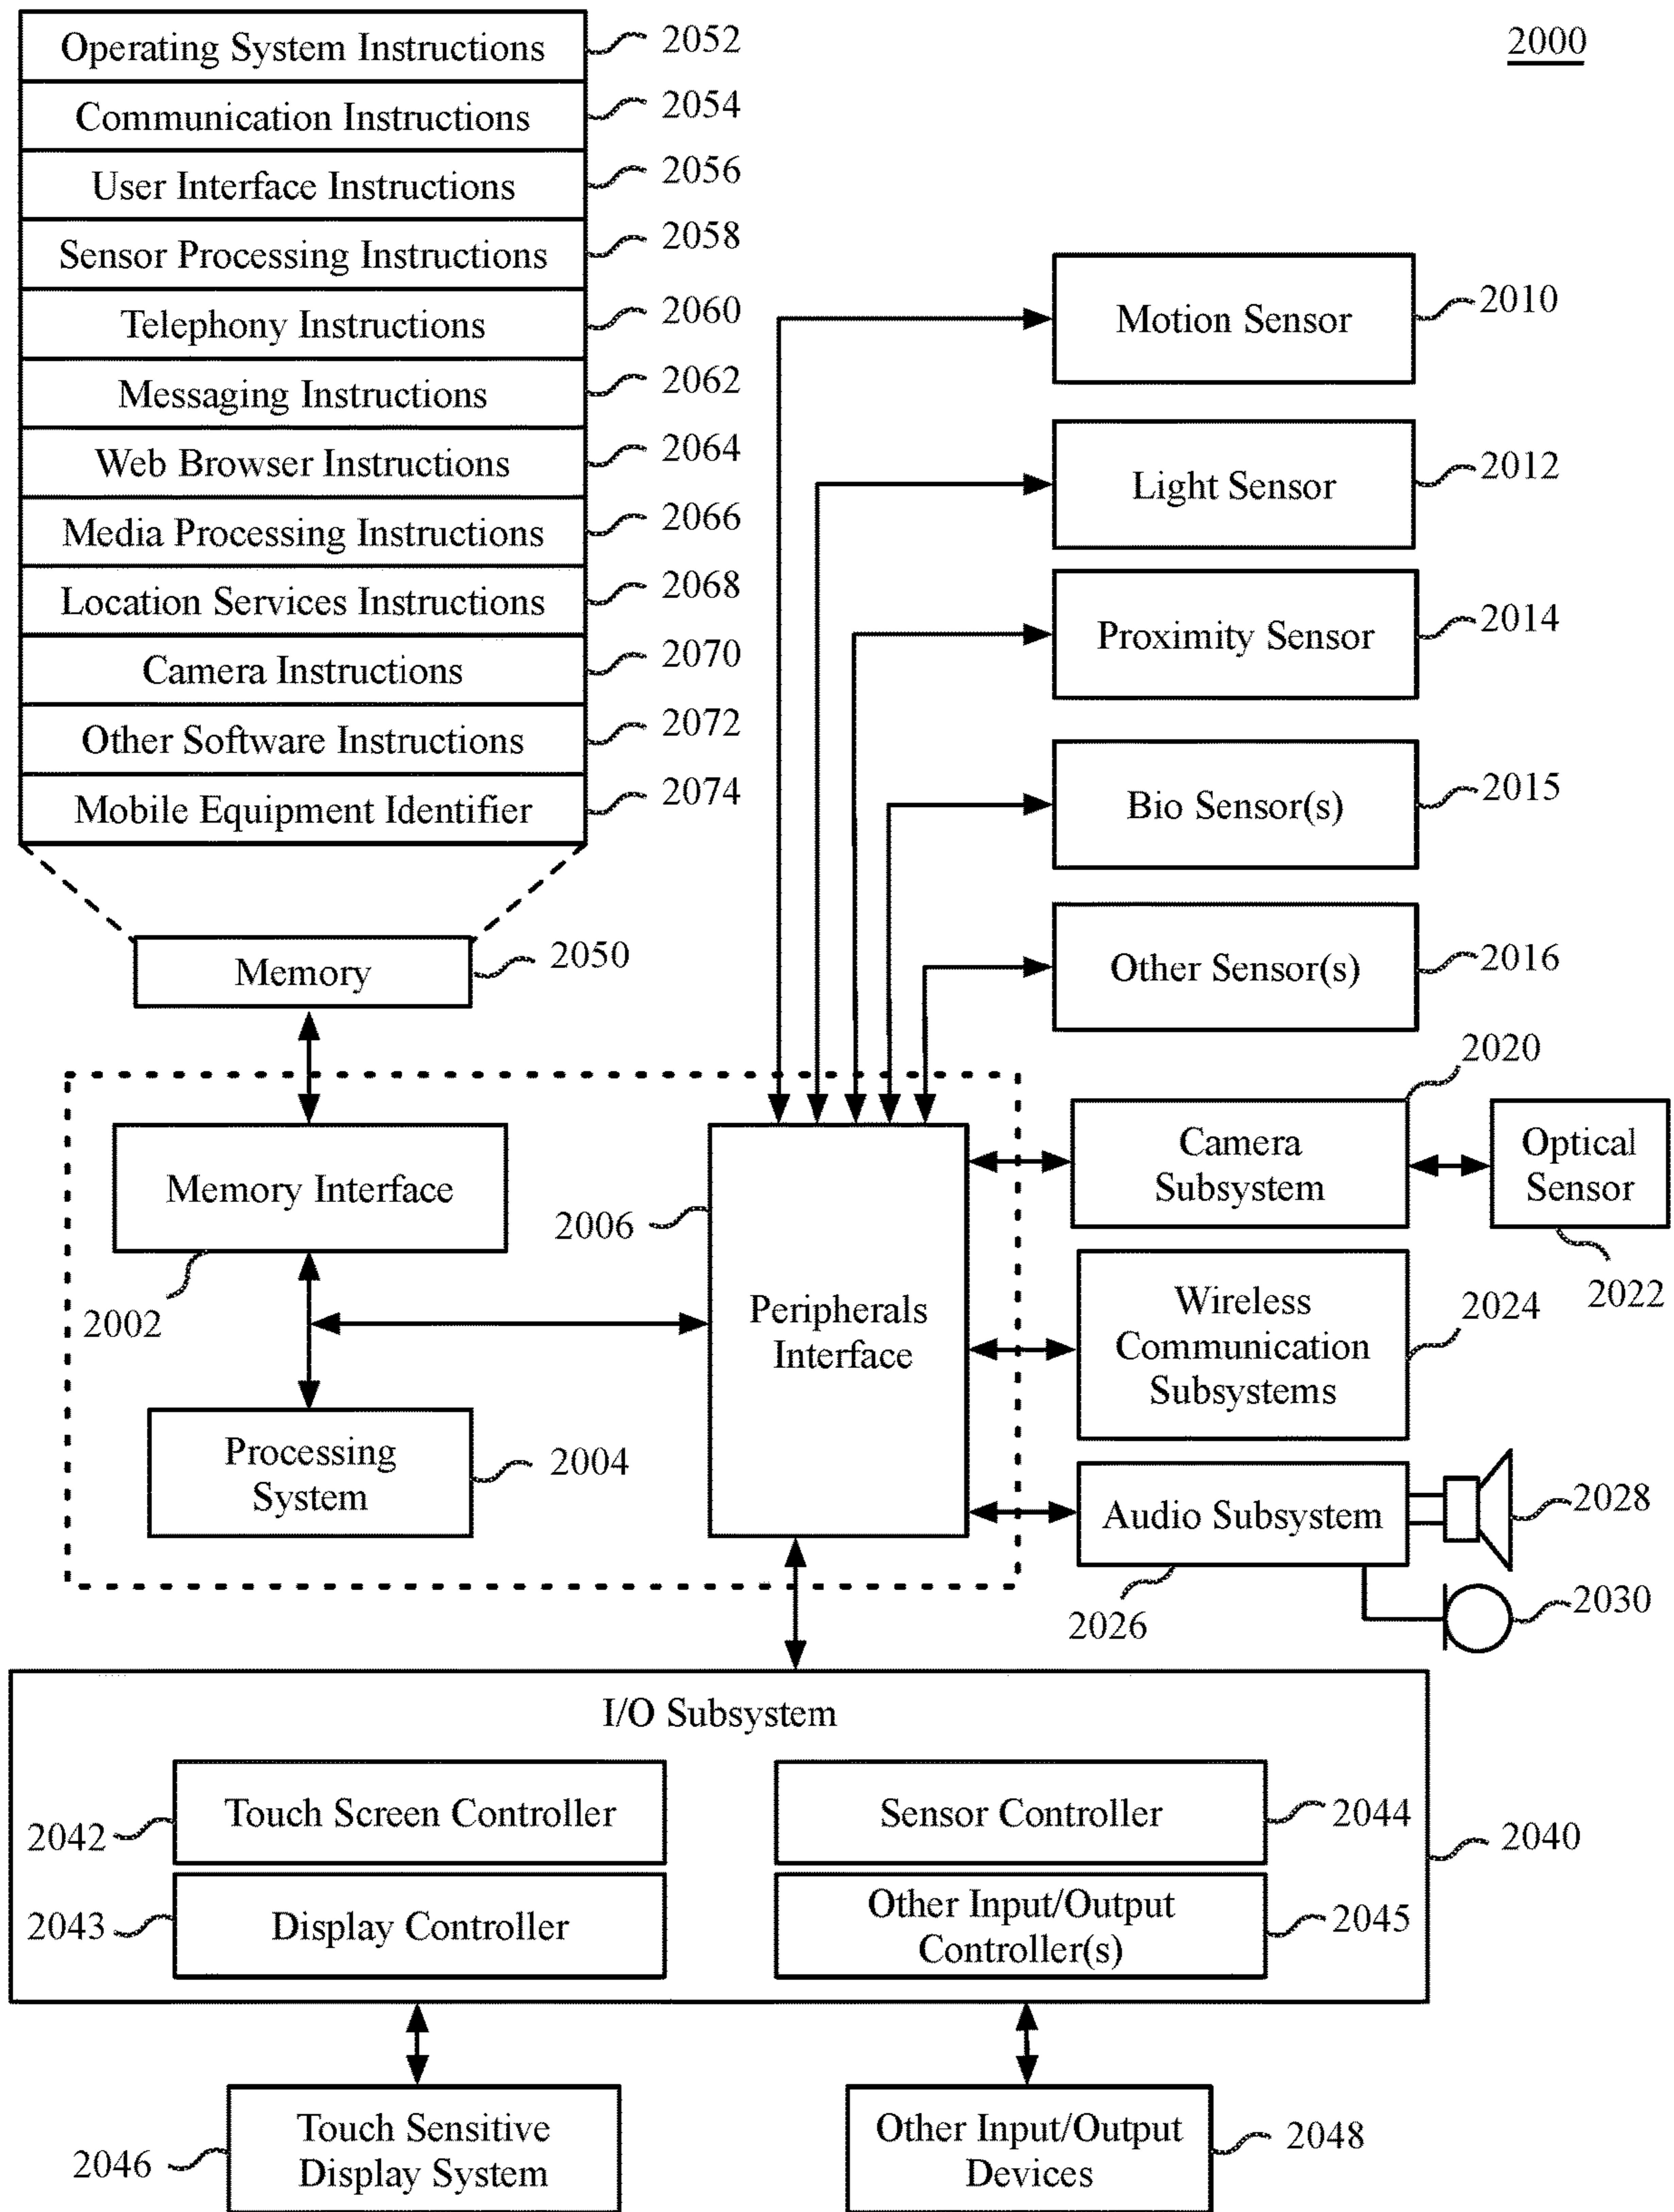 2000
Operating System Instructions 2052
Communication Instructions 2054
User Interface Instructions 2056
Sensor Processing Instructions 2058
Telephony Instructions 2060
Messaging Instructions 2062
Web Browser Instructions 2064
Media Processing Instructions 2066
Location Services Instructions 2068
Camera Instructions 2070
Other Software Instructions 2072
Mobile Equipment Identifier 2074
Memory 2050
Motion Sensor 2010
Light Sensor 2012
Proximity Sensor 2014
Bio Sensor(s) 2015
Other Sensor(s) 2016
2020
Camera
Subsystem
Optical
Sensor
2022
Memory Interface
2002
2006
Peripherals
Interface
Wireless
Communication
Subsystems
2024
Processing
System
2004
Audio Subsystem
2026
2028
2030
I/O Subsystem
2040
2042 Touch Screen Controller
Sensor Controller 2044
2043 Display Controller
Other Input/Output
Controller(s)
2045
Touch Sensitive
Display System
2046
Other Input/Output
Devices
2048